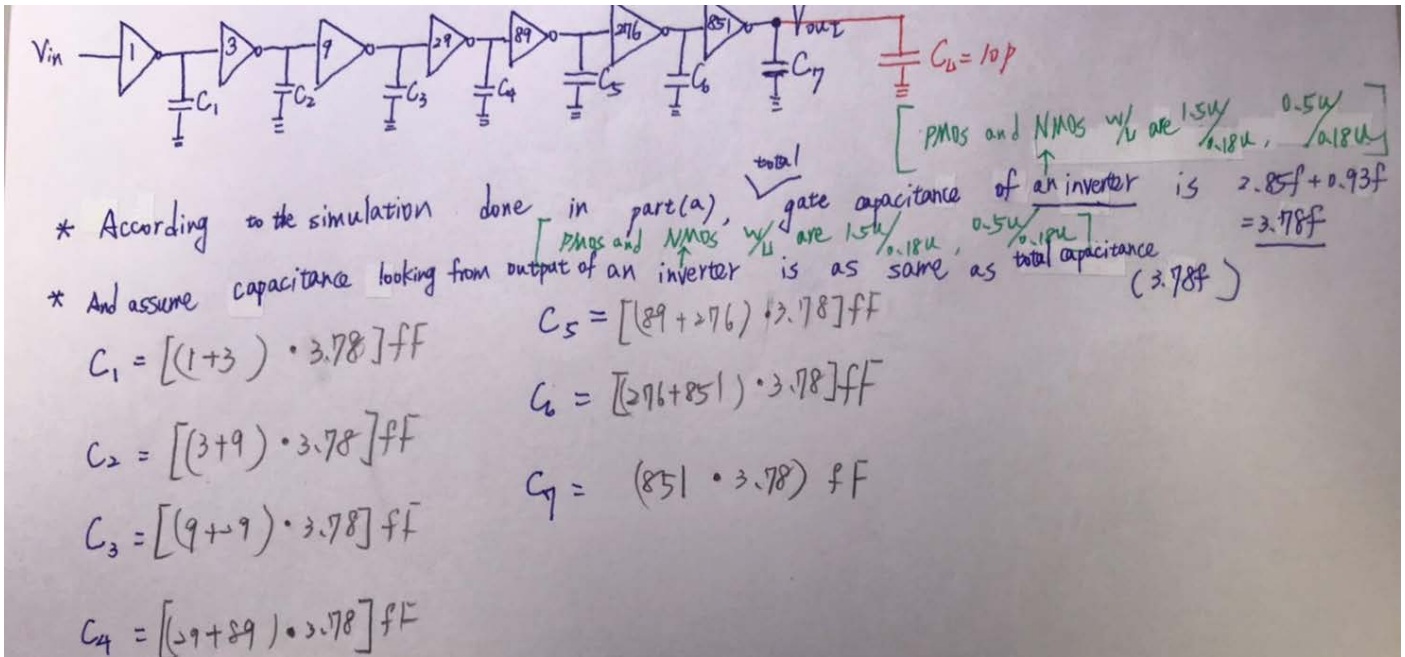 Vin 1 3 9 29 89 276 851 Vout
C1 C2 C3 C4 C5 C6 C7 CL = 10p
[PMOS and NMOS W/L are 1.5u/0.18u, 0.5u/0.18u]
total
* According to the simulation done in part(a), gate capacitance of an inverter is 2.85f + 0.93f
= 3.78f
[PMOS and NMOS W/L are 1.5u/0.18u, 0.5u/0.18u]
* And assume capacitance looking from output of an inverter is as same as total capacitance
(3.78f)
C1 = [(1+3) · 3.78] fF
C2 = [(3+9) · 3.78] fF
C3 = [(9+29) · 3.78] fF
C4 = [(29+89) · 3.78] fF
C5 = [(89+276) · 3.78] fF
C6 = [(276+851) · 3.78] fF
C7 = (851 · 3.78) fF